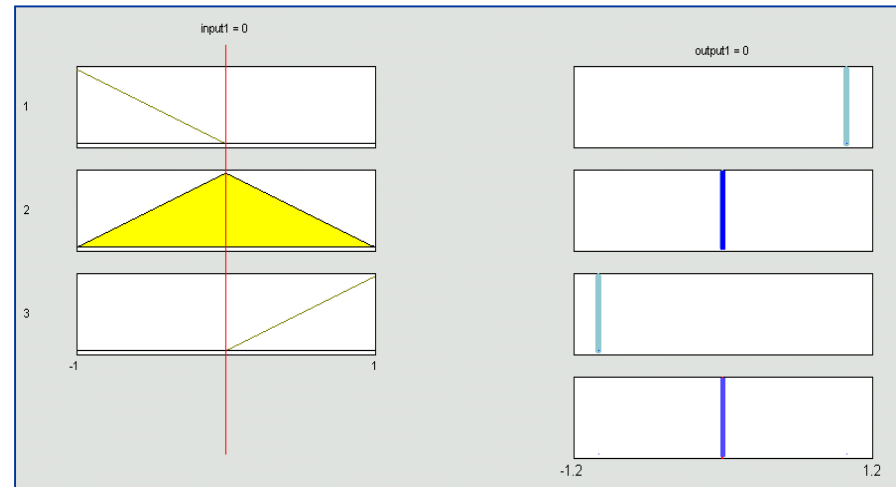 input1 = 0
output1 = 0
1
2
3
-1 1
-1.2 1.2